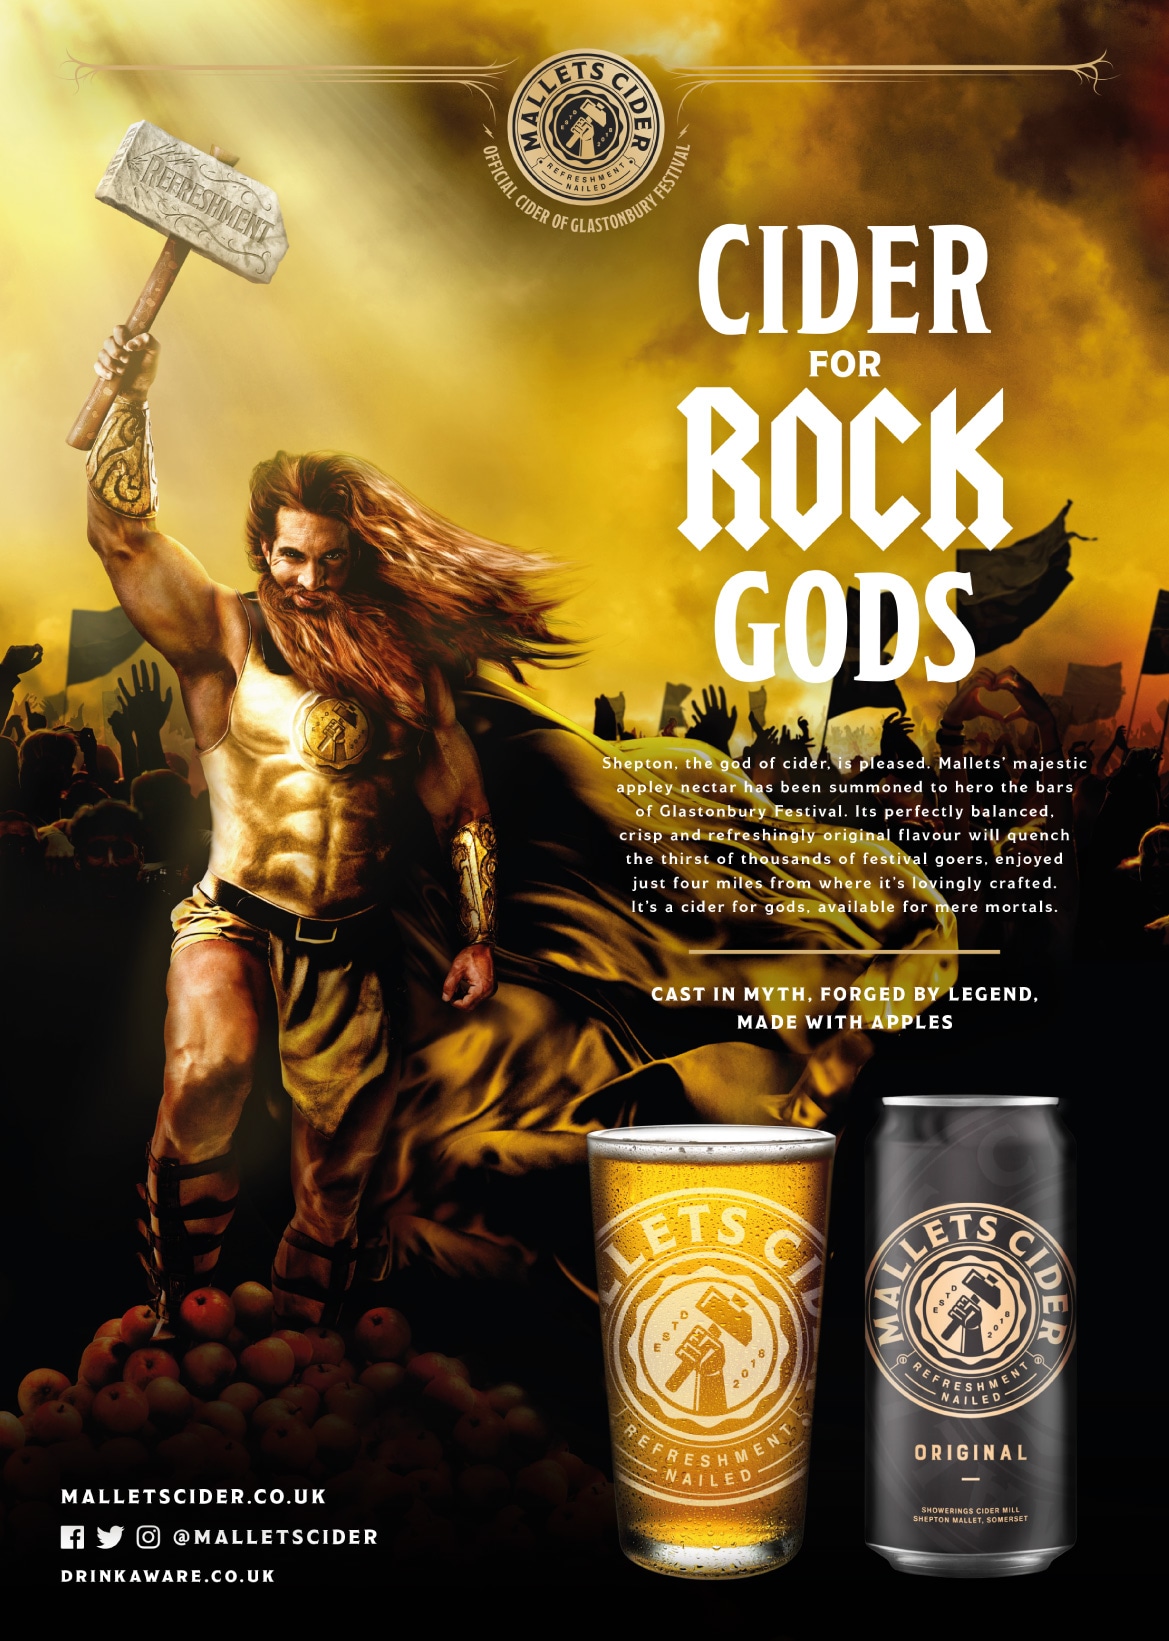 MALLETS CIDER
ESTD 2018
REFRESHMENT
NAILED
OFFICIAL CIDER OF GLASTONBURY FESTIVAL
REFRESHMENT
CIDER
FOR
ROCK
GODS
Shepton, the god of cider, is pleased. Mallets' majestic
appley nectar has been summoned to hero the bars
of Glastonbury Festival. Its perfectly balanced,
crisp and refreshingly original flavour will quench
the thirst of thousands of festival goers, enjoyed
just four miles from where it's lovingly crafted.
It's a cider for gods, available for mere mortals.
CAST IN MYTH, FORGED BY LEGEND,
MADE WITH APPLES
LLETS CID
ESTD 2018
REFRESHMENT
NAILED
MALLETS CIDER
ESTD 2018
REFRESHMENT
NAILED
ORIGINAL
SHOWERINGS CIDER MILL
SHEPTON MALLET, SOMERSET
MALLETSCIDER.CO.UK
@MALLETSCIDER
DRINKAWARE.CO.UK